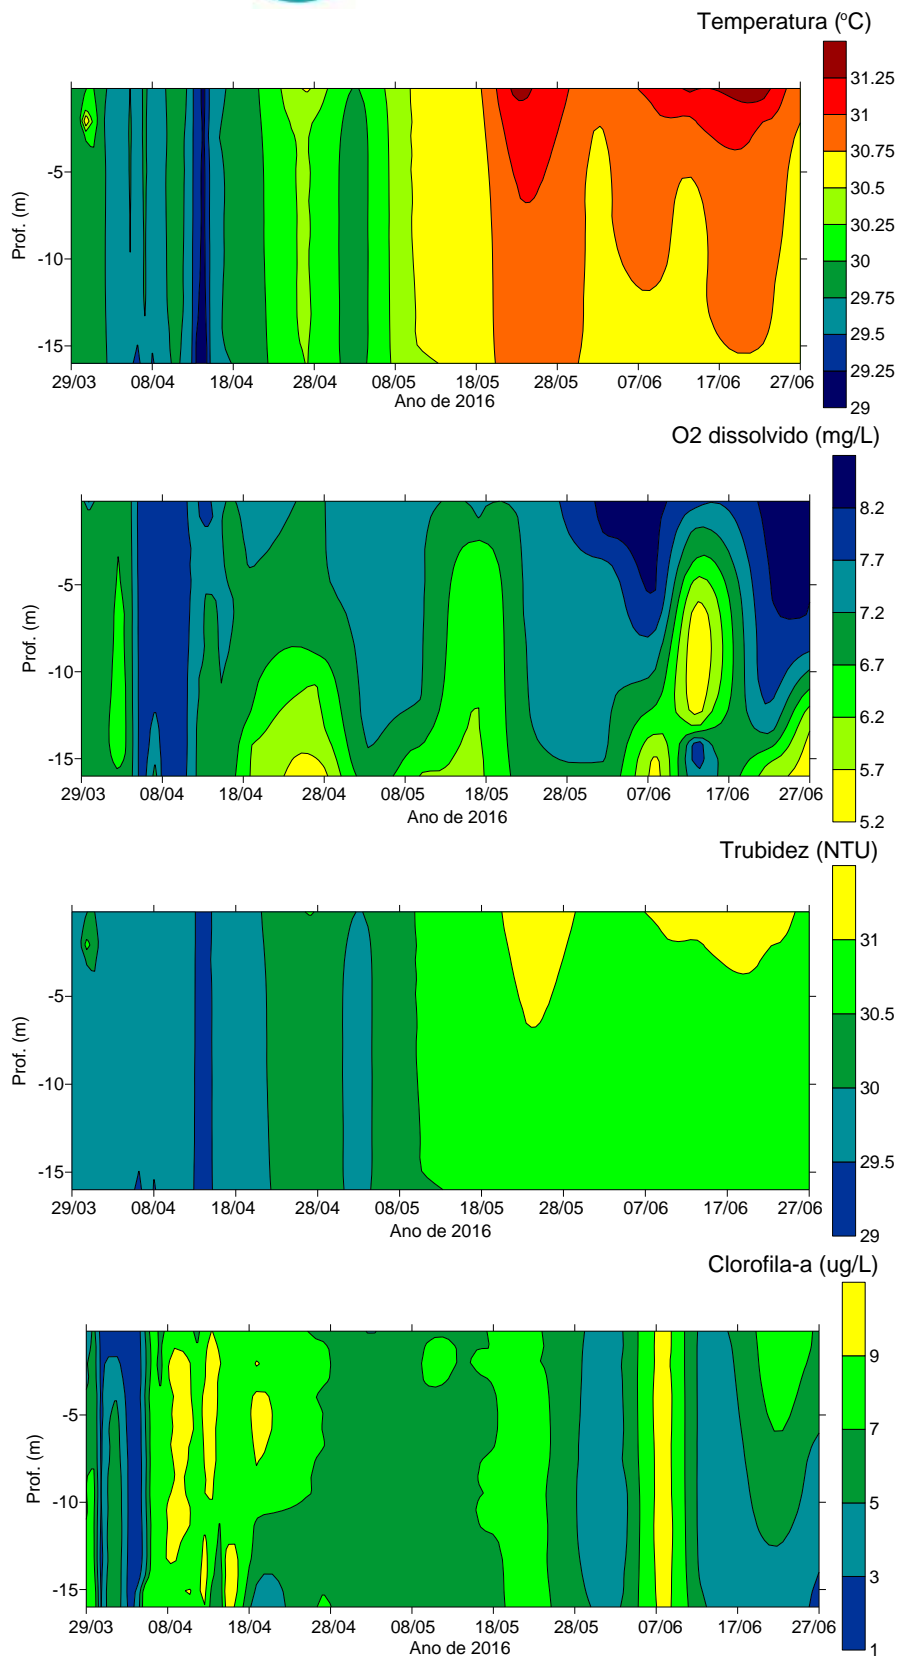 Temperatura (°C)
31.25
31
30.75
30.5
30.25
30
29.75
29.5
29.25
29
-5
-10
-15
Prof. (m)
29/03 08/04 18/04 28/04 08/05 18/05 28/05 07/06 17/06 27/06
Ano de 2016
O2 dissolvido (mg/L)
8.2
7.7
7.2
6.7
6.2
5.7
5.2
-5
-10
-15
Prof. (m)
29/03 08/04 18/04 28/04 08/05 18/05 28/05 07/06 17/06 27/06
Ano de 2016
Trubidez (NTU)
31
30.5
30
29.5
29
-5
-10
-15
Prof. (m)
29/03 08/04 18/04 28/04 08/05 18/05 28/05 07/06 17/06 27/06
Ano de 2016
Clorofila-a (ug/L)
9
7
5
3
1
-5
-10
-15
Prof. (m)
29/03 08/04 18/04 28/04 08/05 18/05 28/05 07/06 17/06 27/06
Ano de 2016